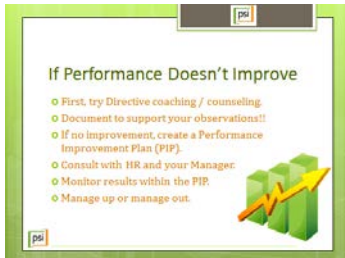 psi
If Performance Doesn't Improve
First, try Directive coaching / counseling.
Document to support your observations!!
If no improvement, create a Performance
Improvement Plan (PIP).
Consult with HR and your Manager.
Monitor results within the PIP.
Manage up or manage out.
psi